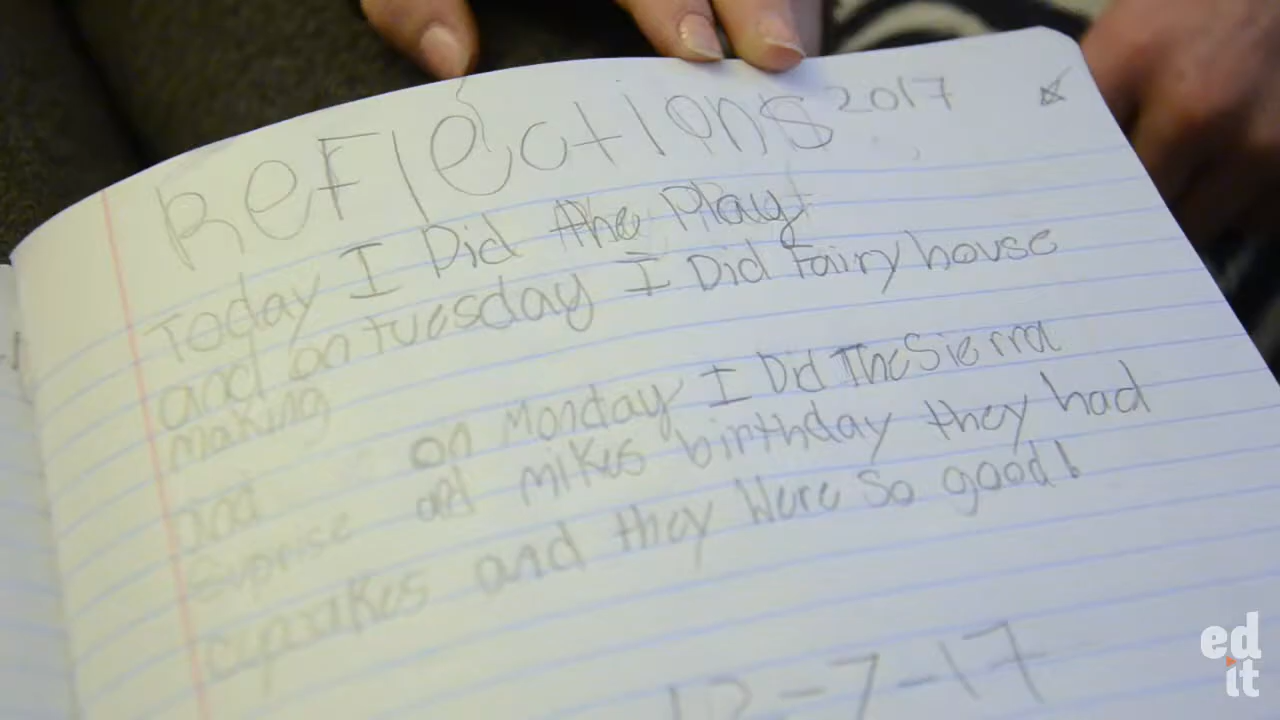 Reflections 2017
Today I Did the Play
and on tuesday I Did fairy house
making
and on Monday I Did The Sierra
Suprise and mikes birthday they had
cupcakes and they Were So good!
12-7-17
ed
it